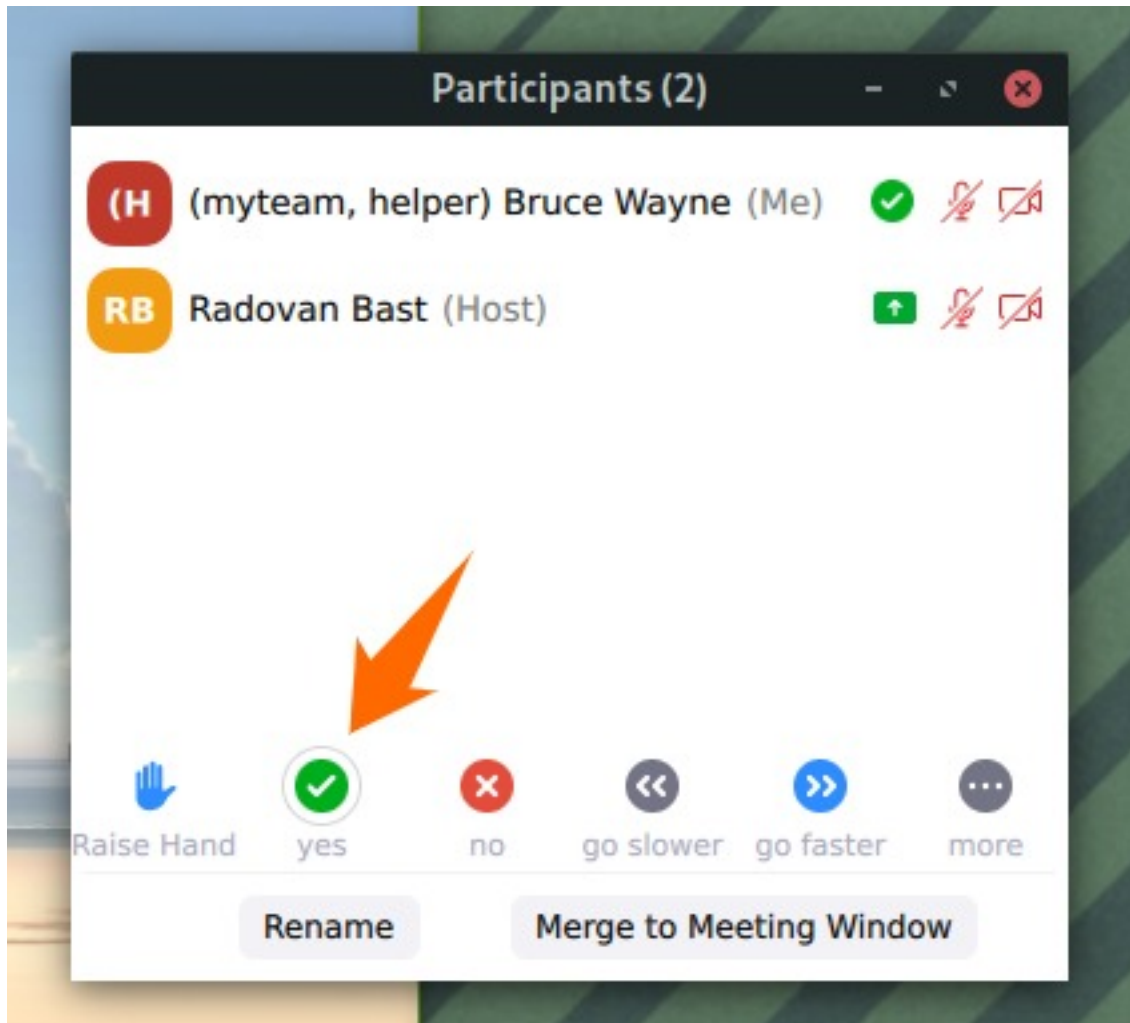 Participants (2)
(H (myteam, helper) Bruce Wayne (Me)
RB Radovan Bast (Host)
Raise Hand yes no go slower go faster more
Rename Merge to Meeting Window